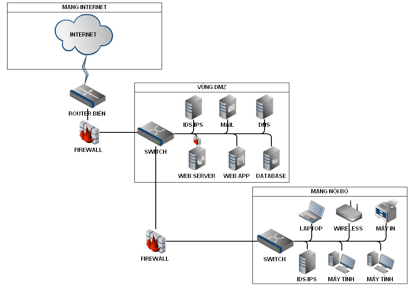 MẠNG INTERNET
INTERNET
ROUTER BIÊN
FIREWALL
VÙNG DMZ
IDS/IPS MAIL DNS
SWITCH
WEB SERVER WEB APP DATABASE
MẠNG NỘI BỘ
LAPTOP WIRELESS MÁY IN
FIREWALL
SWITCH
IDS/IPS MÁY TÍNH MÁY TÍNH